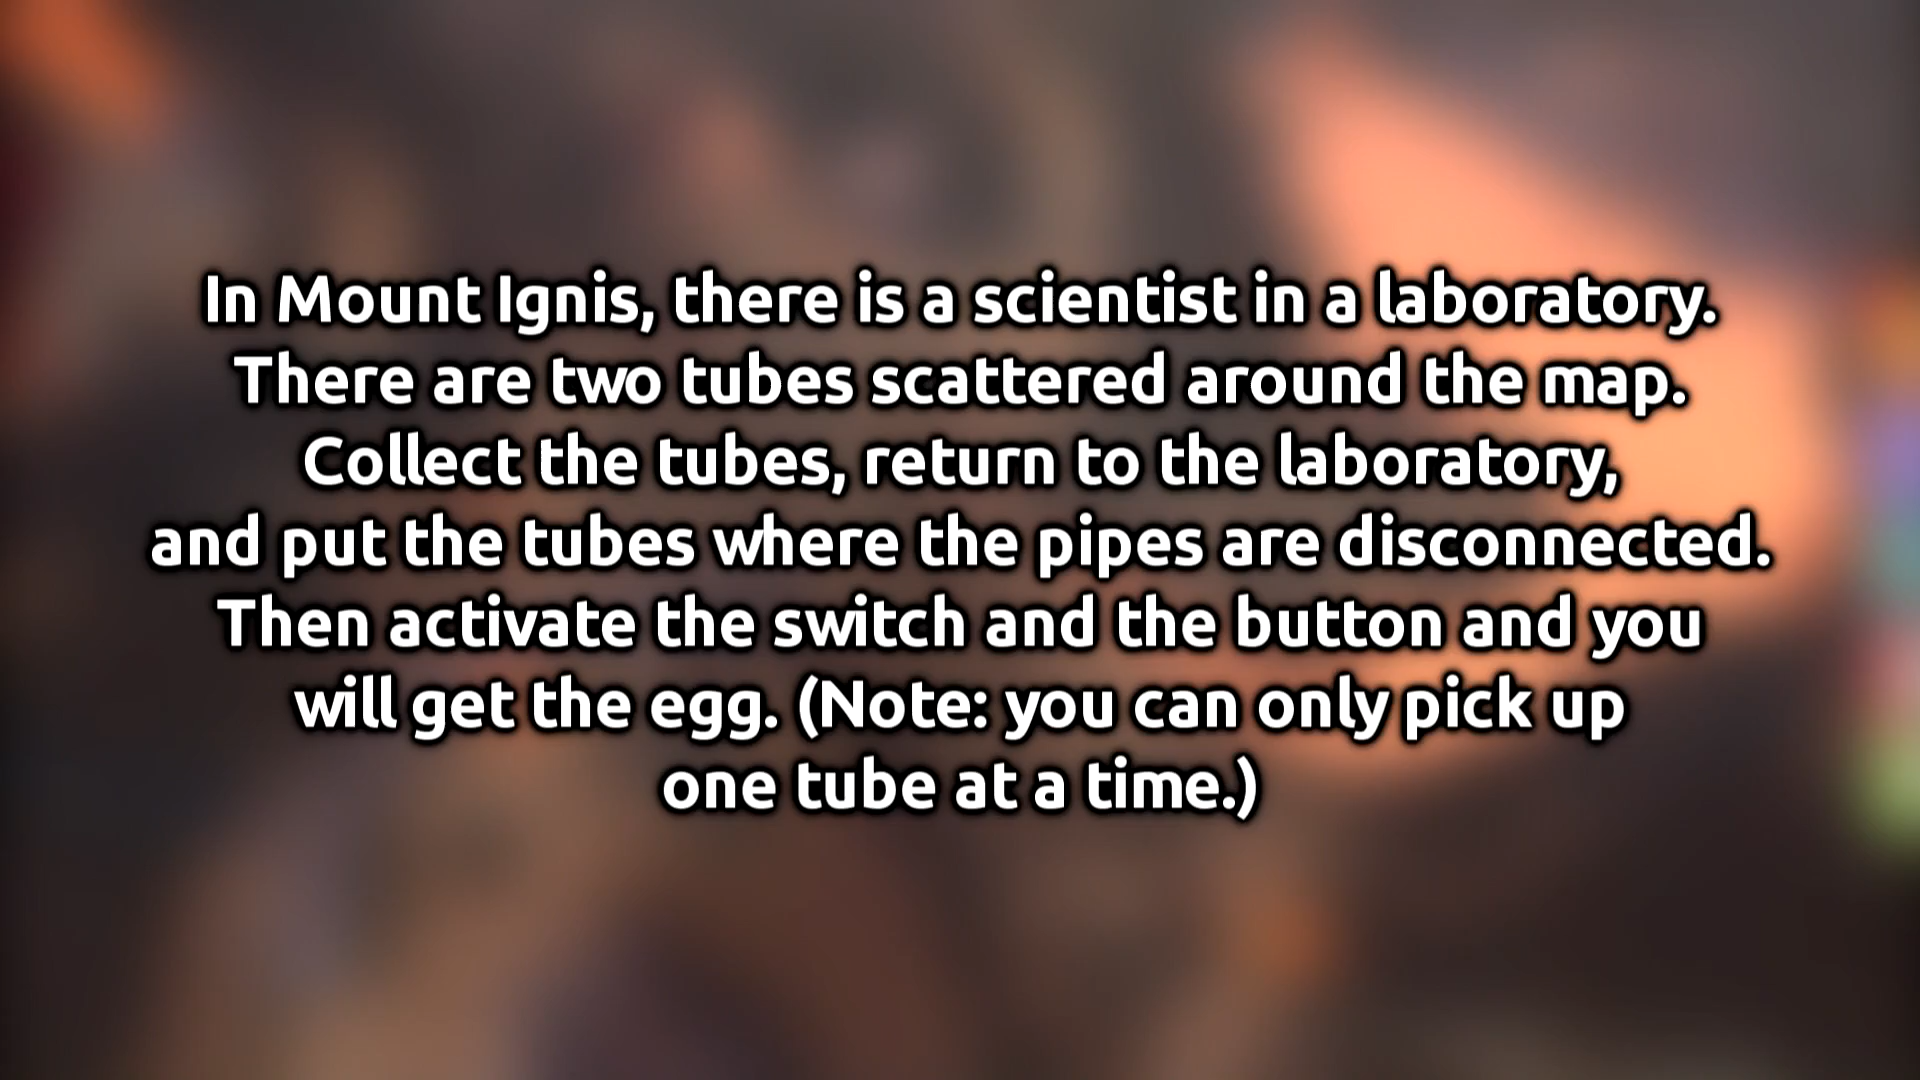 In Mount Ignis, there is a scientist in a laboratory.
There are two tubes scattered around the map.
Collect the tubes, return to the laboratory,
and put the tubes where the pipes are disconnected.
Then activate the switch and the button and you
will get the egg. (Note: you can only pick up
one tube at a time.)